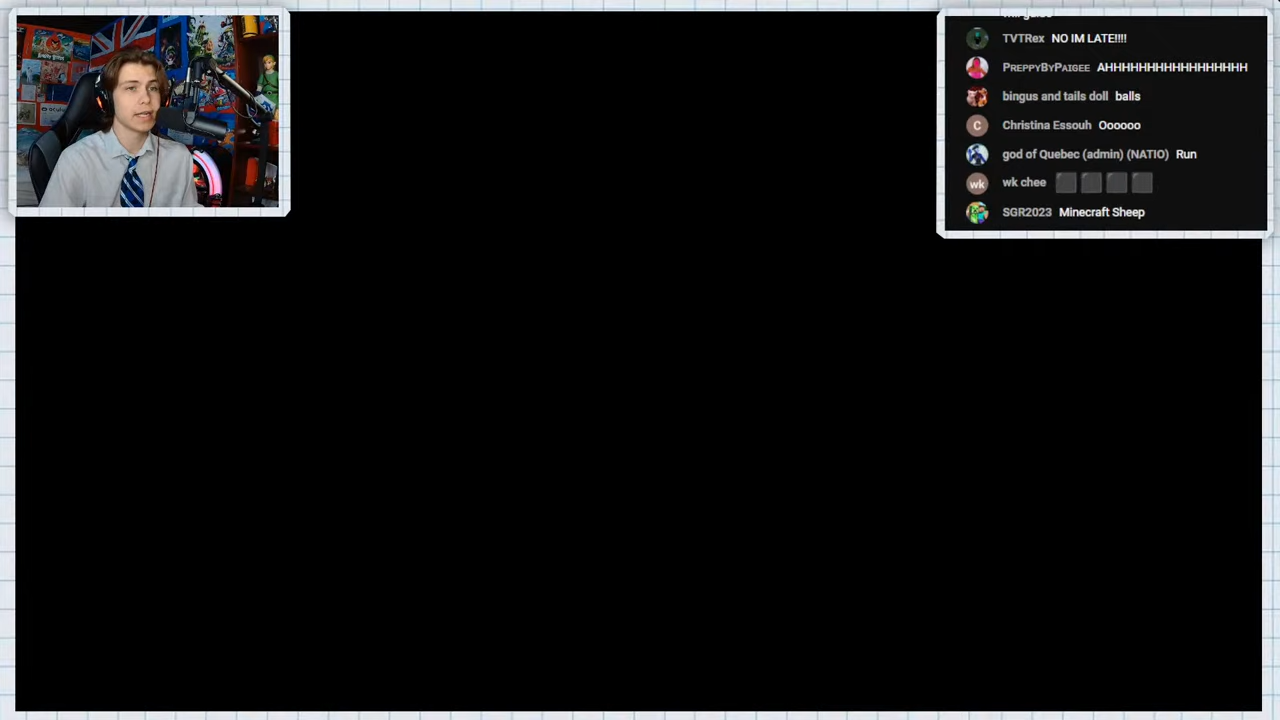 TVTRex NO IM LATE!!!!
PREPPYBYPAIGEE AHHHHHHHHHHHHHHHHH
bingus and tails doll balls
Christina Essouh Oooooo
god of Quebec (admin) (NATIO) Run
wk chee
SGR2023 Minecraft Sheep